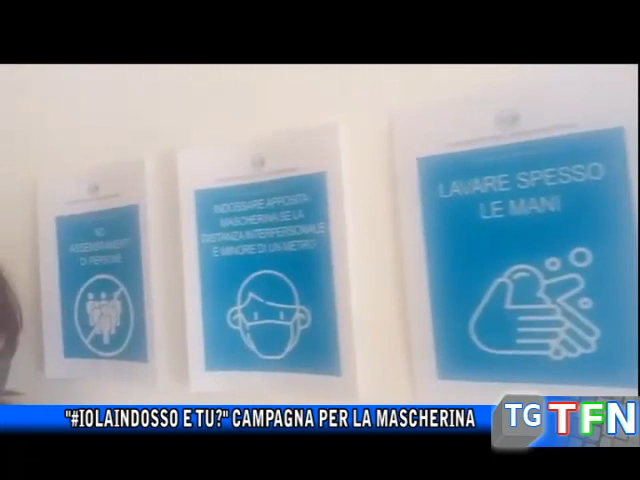 NO
ASSEMBRAMENTI
DI PERSONE
INDOSSARE APPOSITA
MASCHERINA SE LA
DISTANZA INTERPERSONALE
E MINORE DI UN METRO
LAVARE SPESSO
LE MANI
"#IOLAINDOSSO E TU?" CAMPAGNA PER LA MASCHERINA
TG TFN